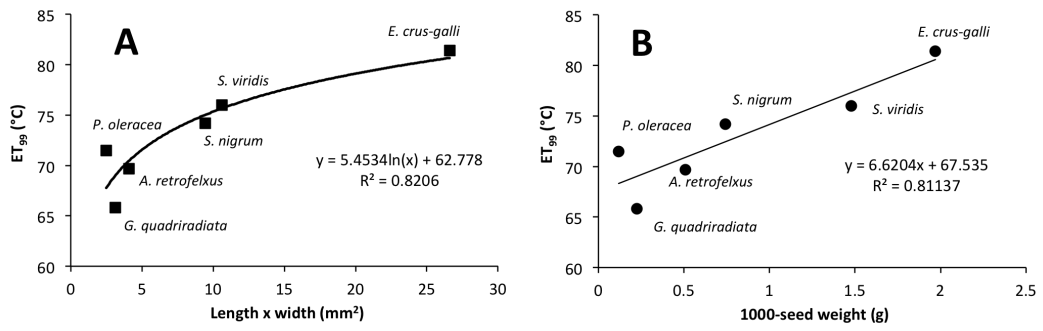 A
85
80
75
70
65
60
ET99 (°C)
E. crus-galli
S. viridis
P. oleracea
S. nigrum
A. retrofelxus
G. quadriradiata
y = 5.4534ln(x) + 62.778
R² = 0.8206
0 5 10 15 20 25 30
Length x width (mm²)
B
85
80
75
70
65
60
ET99 (°C)
E. crus-galli
S. nigrum
S. viridis
P. oleracea
A. retrofelxus
G. quadriradiata
y = 6.6204x + 67.535
R² = 0.81137
0 0.5 1 1.5 2 2.5
1000-seed weight (g)